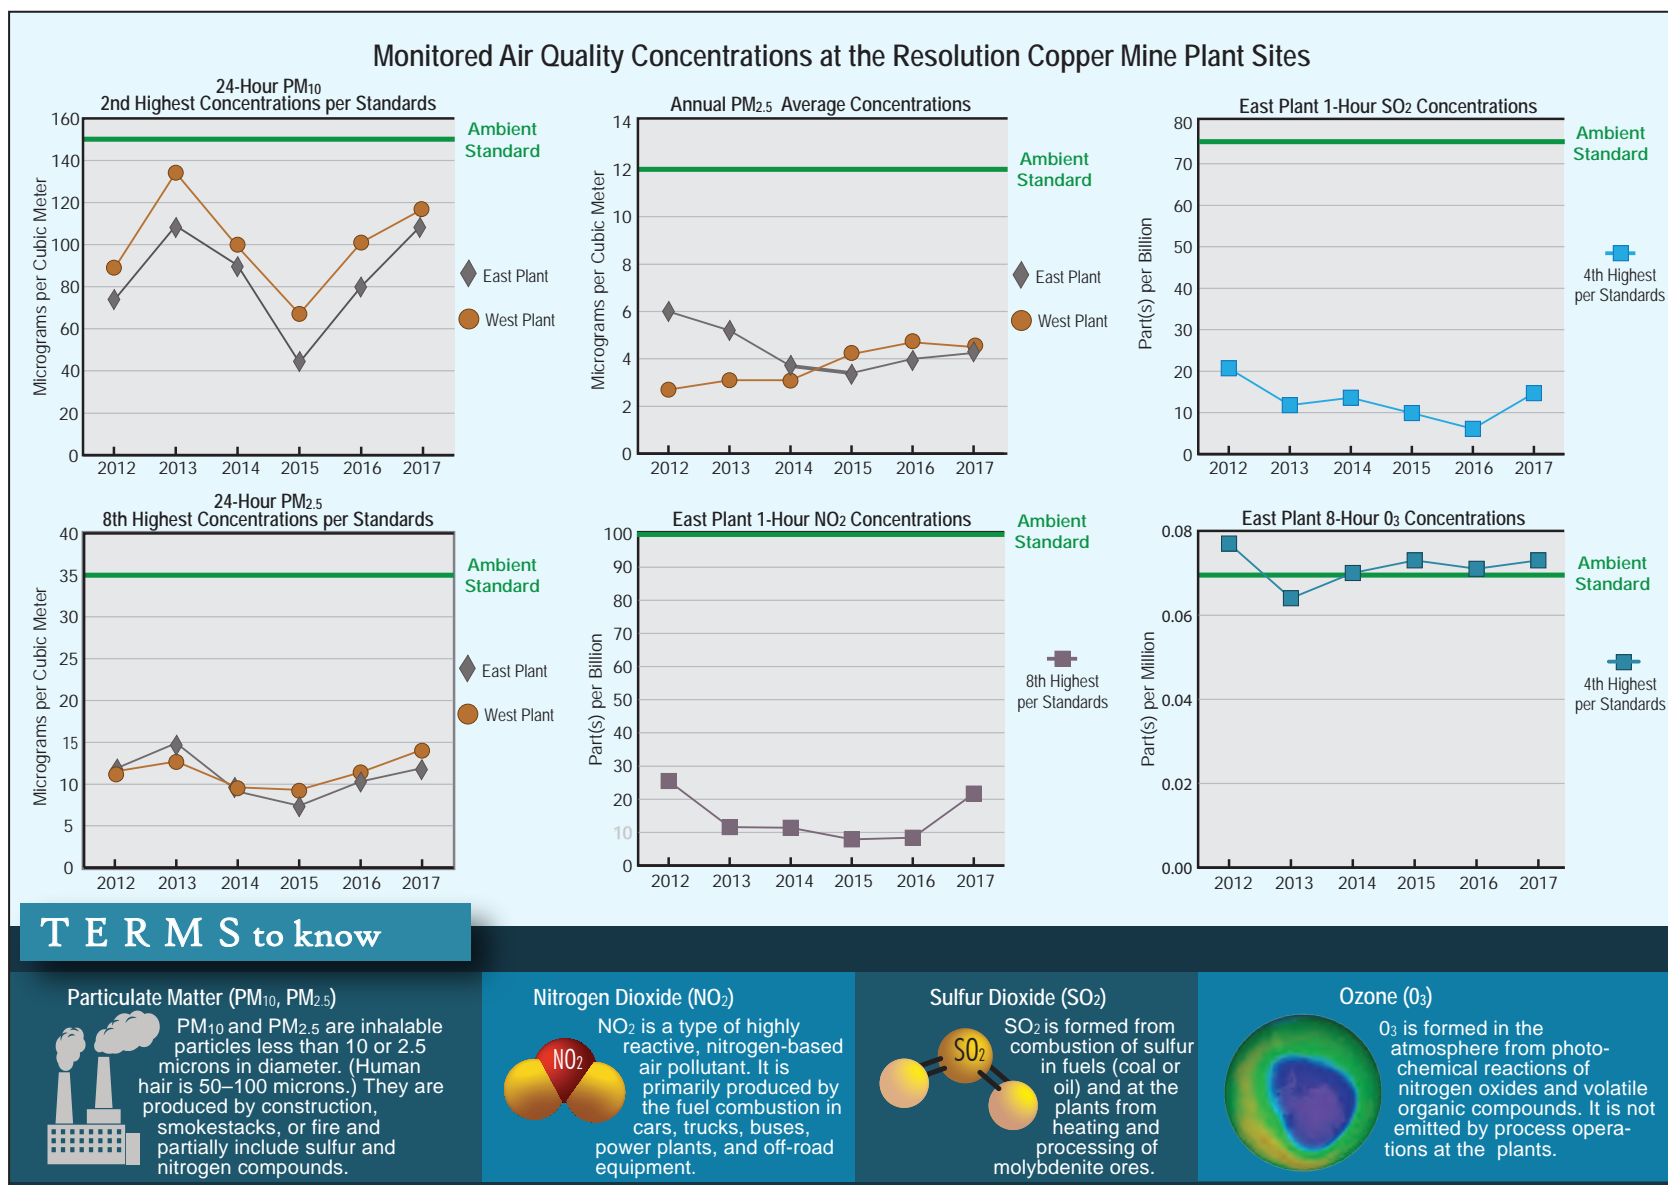 Monitored Air Quality Concentrations at the Resolution Copper Mine Plant Sites
24-Hour PM10
2nd Highest Concentrations per Standards
160
140
120
100
80
60
40
20
0
Micrograms per Cubic Meter
2012 2013 2014 2015 2016 2017
Ambient
Standard
East Plant
West Plant
Annual PM2.5 Average Concentrations
14
12
10
8
6
4
2
0
Micrograms per Cubic Meter
2012 2013 2014 2015 2016 2017
Ambient
Standard
East Plant
West Plant
East Plant 1-Hour SO2 Concentrations
80
70
60
50
40
30
20
10
0
Part(s) per Billion
2012 2013 2014 2015 2016 2017
Ambient
Standard
4th Highest
per Standards
24-Hour PM2.5
8th Highest Concentrations per Standards
40
35
30
25
20
15
10
5
0
Micrograms per Cubic Meter
2012 2013 2014 2015 2016 2017
Ambient
Standard
East Plant
West Plant
East Plant 1-Hour NO2 Concentrations
100
90
80
70
60
50
40
30
20
10
0
Part(s) per Billion
2012 2013 2014 2015 2016 2017
Ambient
Standard
8th Highest
per Standards
East Plant 8-Hour 03 Concentrations
0.08
0.06
0.04
0.02
0.00
Part(s) per Million
2012 2013 2014 2015 2016 2017
Ambient
Standard
4th Highest
per Standards
T E R M S to know
Particulate Matter (PM10, PM2.5)
PM10 and PM2.5 are inhalable
particles less than 10 or 2.5
microns in diameter. (Human
hair is 50–100 microns.) They are
produced by construction,
smokestacks, or fire and
partially include sulfur and
nitrogen compounds.
Nitrogen Dioxide (NO2)
NO2
NO2 is a type of highly
reactive, nitrogen-based
air pollutant. It is
primarily produced by
the fuel combustion in
cars, trucks, buses,
power plants, and off-road
equipment.
Sulfur Dioxide (SO2)
SO2
SO2 is formed from
combustion of sulfur
in fuels (coal or
oil) and at the
plants from
heating and
processing of
molybdenite ores.
Ozone (03)
03 is formed in the
atmosphere from photo-
chemical reactions of
nitrogen oxides and volatile
organic compounds. It is not
emitted by process opera-
tions at the plants.